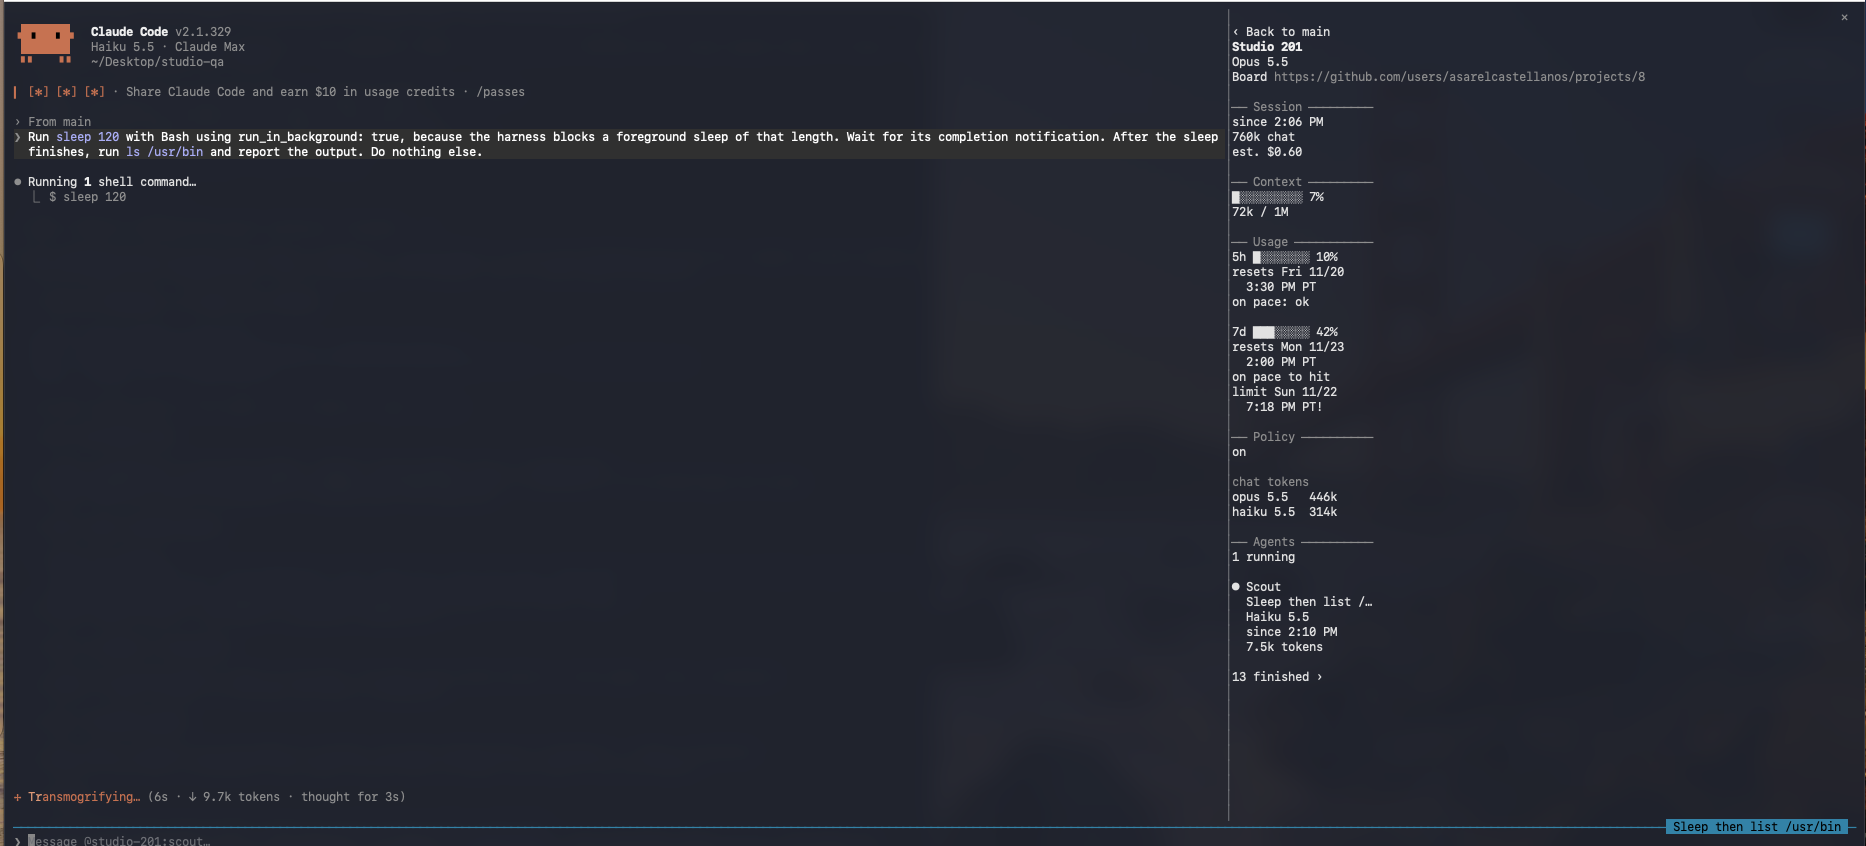 Claude Code v2.1.329
Haiku 5.5 · Claude Max
~/Desktop/studio-qa
[✻] [✻] [✻] · Share Claude Code and earn $10 in usage credits · /passes
› From main
❯ Run sleep 120 with Bash using run_in_background: true, because the harness blocks a foreground sleep of that length. Wait for its completion notification. After the sleep
finishes, run ls /usr/bin and report the output. Do nothing else.
● Running 1 shell command…
⎿ $ sleep 120
+ Transmogrifying… (6s · ↓ 9.7k tokens · thought for 3s)
Sleep then list /usr/bin
❯ essage @studio-201:scout…
×
‹ Back to main
Studio 201
Opus 5.5
Board https://github.com/users/asarelcastellanos/projects/8
── Session ──────────
since 2:06 PM
760k chat
est. $0.60
── Context ──────────
7%
72k / 1M
── Usage ────────────
5h 10%
resets Fri 11/20
3:30 PM PT
on pace: ok
7d 42%
resets Mon 11/23
2:00 PM PT
on pace to hit
limit Sun 11/22
7:18 PM PT!
── Policy ───────────
on
chat tokens
opus 5.5 446k
haiku 5.5 314k
── Agents ───────────
1 running
● Scout
Sleep then list /…
Haiku 5.5
since 2:10 PM
7.5k tokens
13 finished ›